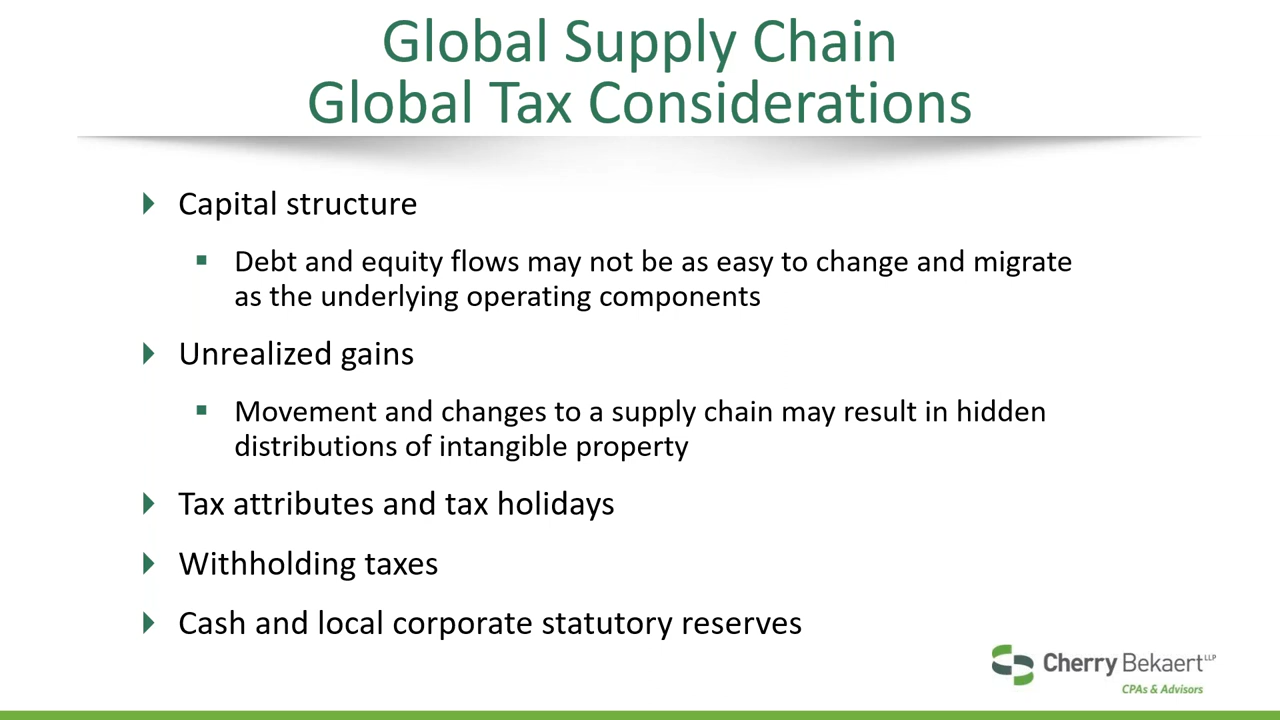 Global Supply Chain
Global Tax Considerations
Capital structure
Debt and equity flows may not be as easy to change and migrate
as the underlying operating components
Unrealized gains
Movement and changes to a supply chain may result in hidden
distributions of intangible property
Tax attributes and tax holidays
Withholding taxes
Cash and local corporate statutory reserves
Cherry Bekaert LLP
CPAs & Advisors